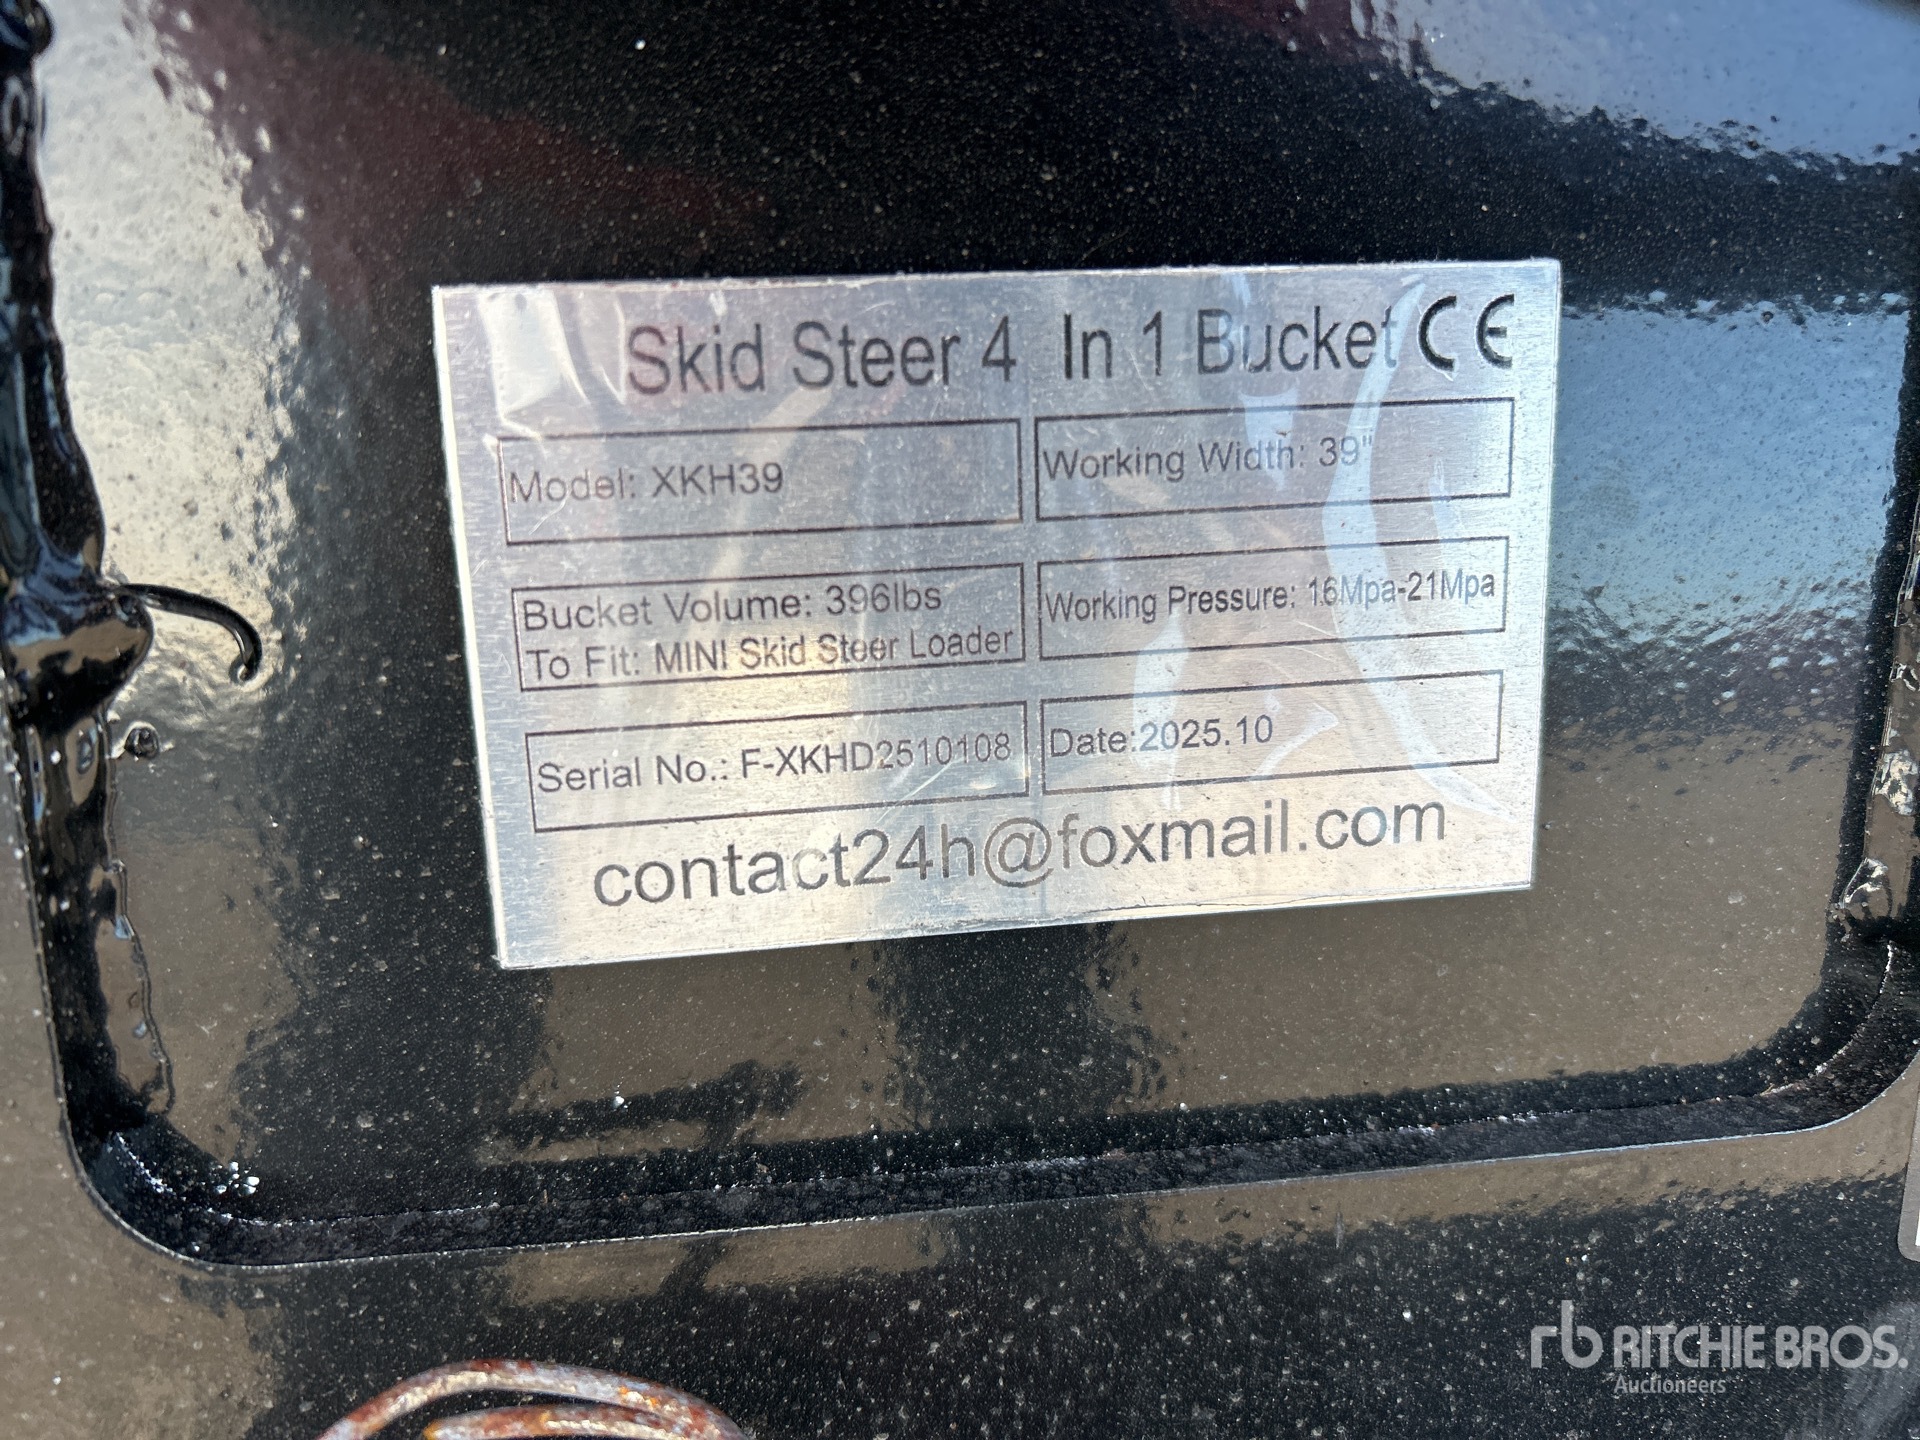 Skid Steer 4 In 1 Bucket CE
Model: XKH39
Working Width: 39"
Bucket Volume: 396lbs
To Fit: MINI Skid Steer Loader
Working Pressure: 16Mpa-21Mpa
Serial No.: F-XKHD2510108
Date:2025.10
contact24h@foxmail.com
rb RITCHIE BROS.
Auctioneers